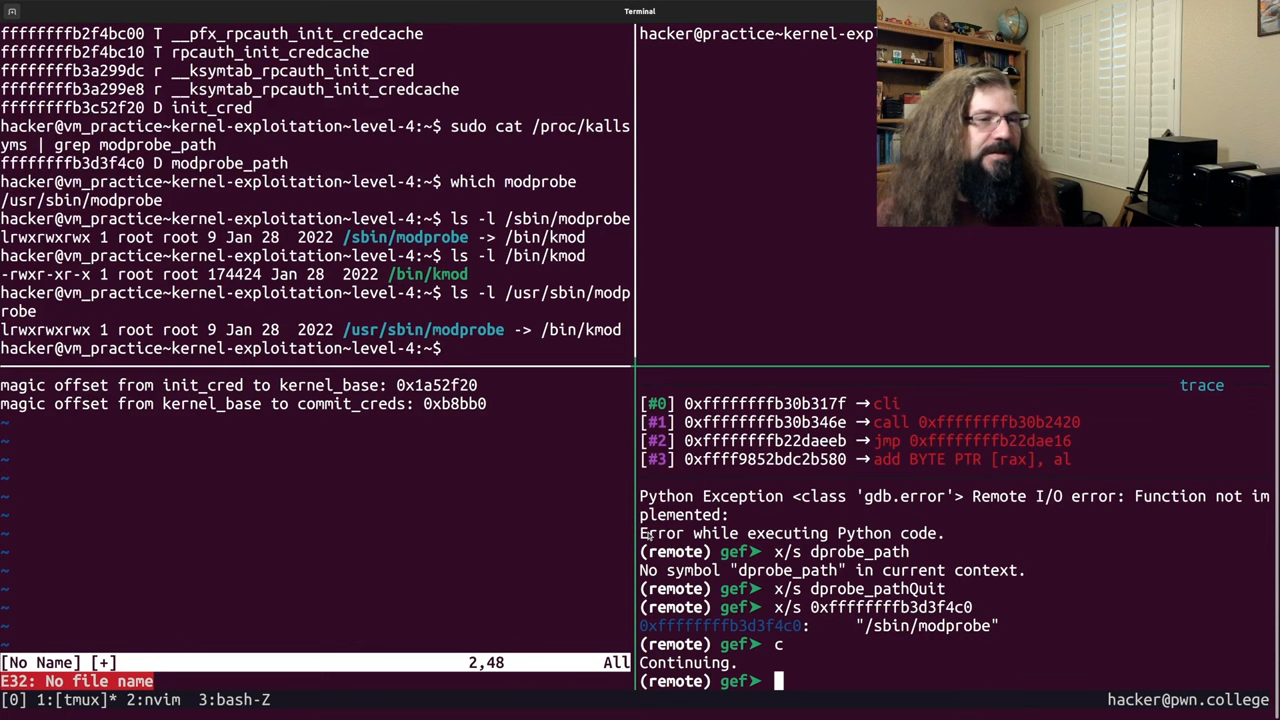 Terminal
ffffffffb2f4bc00 T __pfx_rpcauth_init_credcache
ffffffffb2f4bc10 T rpcauth_init_credcache
ffffffffb3a299dc r __ksymtab_rpcauth_init_cred
ffffffffb3a299e8 r __ksymtab_rpcauth_init_credcache
ffffffffb3c52f20 D init_cred
hacker@vm_practice~kernel-exploitation~level-4:~$ sudo cat /proc/kalls
yms | grep modprobe_path
ffffffffb3d3f4c0 D modprobe_path
hacker@vm_practice~kernel-exploitation~level-4:~$ which modprobe
/usr/sbin/modprobe
hacker@vm_practice~kernel-exploitation~level-4:~$ ls -l /sbin/modprobe
lrwxrwxrwx 1 root root 9 Jan 28  2022 /sbin/modprobe -> /bin/kmod
hacker@vm_practice~kernel-exploitation~level-4:~$ ls -l /bin/kmod
-rwxr-xr-x 1 root root 174424 Jan 28  2022 /bin/kmod
hacker@vm_practice~kernel-exploitation~level-4:~$ ls -l /usr/sbin/modp
robe
lrwxrwxrwx 1 root root 9 Jan 28  2022 /usr/sbin/modprobe -> /bin/kmod
hacker@vm_practice~kernel-exploitation~level-4:~$
hacker@practice~kernel-exp
magic offset from init_cred to kernel_base: 0x1a52f20
magic offset from kernel_base to commit_creds: 0xb8bb0
~
~
~
~
~
~
~
~
~
~
~
~
~
[No Name] [+] 2,48 All
E32: No file name
trace
[#0] 0xffffffffb30b317f → cli
[#1] 0xffffffffb30b346e → call 0xffffffffb30b2420
[#2] 0xffffffffb22daeeb → jmp 0xffffffffb22dae16
[#3] 0xffff9852bdc2b580 → add BYTE PTR [rax], al
Python Exception <class 'gdb.error'> Remote I/O error: Function not im
plemented:
Error while executing Python code.
(remote) gef➤ x/s dprobe_path
No symbol "dprobe_path" in current context.
(remote) gef➤ x/s dprobe_pathQuit
(remote) gef➤ x/s 0xffffffffb3d3f4c0
0xffffffffb3d3f4c0: "/sbin/modprobe"
(remote) gef➤ c
Continuing.
(remote) gef➤
[0] 1:[tmux]* 2:nvim  3:bash-Z hacker@pwn.college